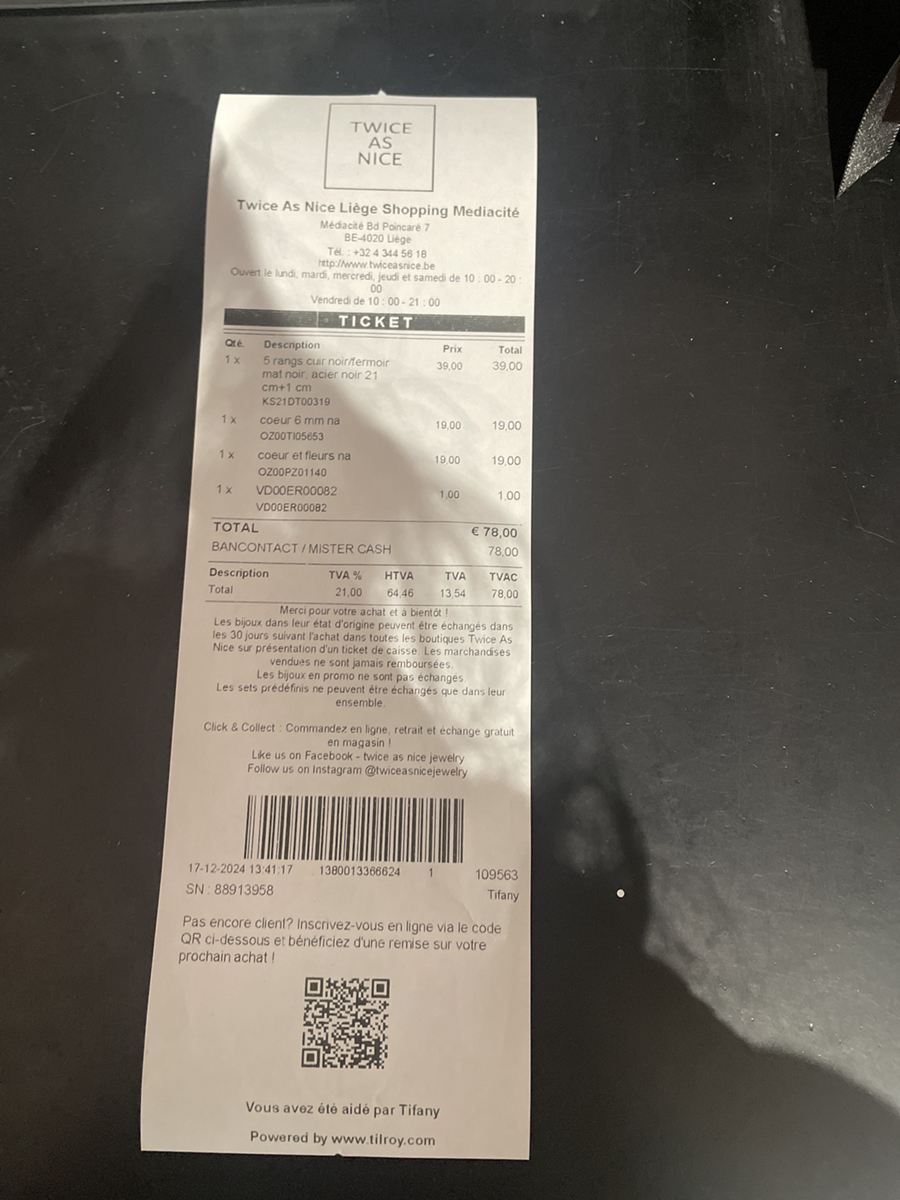 TWICE
AS
NICE
Twice As Nice Liège Shopping Mediacité
Médiacité Bd Poincaré 7
BE-4020 Liège
Tél. : +32 4 344 56 18
http://www.twiceasnice.be
Ouvert le lundi, mardi, mercredi, jeudi et samedi de 10 : 00 - 20 :
00
Vendredi de 10 : 00 - 21 : 00
TICKET
Qté. Description Prix Total
1 x 5 rangs cuir noir/fermoir 39,00 39,00
mat noir, acier noir 21
cm+1 cm
KS21DT00319
1 x coeur 6 mm na 19,00 19,00
OZ00TI05653
1 x coeur et fleurs na 19,00 19,00
OZ00PZ01140
1 x VD00ER00082 1,00 1,00
VD00ER00082
TOTAL € 78,00
BANCONTACT / MISTER CASH 78,00
Description TVA % HTVA TVA TVAC
Total 21,00 64,46 13,54 78,00
Merci pour votre achat et à bientôt !
Les bijoux dans leur état d'origine peuvent être échangés dans
les 30 jours suivant l'achat dans toutes les boutiques Twice As
Nice sur présentation d'un ticket de caisse. Les marchandises
vendues ne sont jamais remboursées.
Les bijoux en promo ne sont pas échangés.
Les sets prédéfinis ne peuvent être échangés que dans leur
ensemble.
Click & Collect : Commandez en ligne, retrait et échange gratuit
en magasin !
Like us on Facebook - twice as nice jewelry
Follow us on Instagram @twiceasnicejewelry
17-12-2024 13:41:17 1380013366624 1 109563
SN : 88913958 Tifany
Pas encore client? Inscrivez-vous en ligne via le code
QR ci-dessous et bénéficiez d'une remise sur votre
prochain achat !
Vous avez été aidé par Tifany
Powered by www.tilroy.com